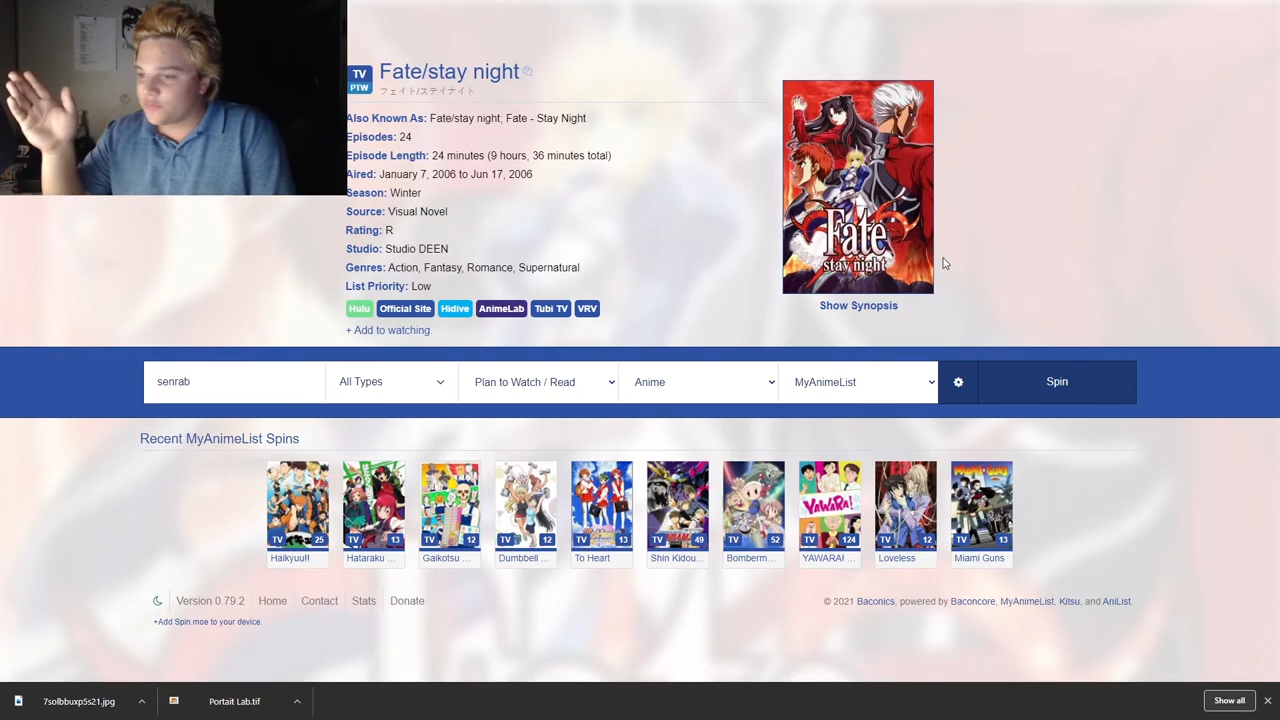 TV
PTW
Fate/stay night
フェイト/ステイナイト
Also Known As: Fate/stay night, Fate - Stay Night
Episodes: 24
Episode Length: 24 minutes (9 hours, 36 minutes total)
Aired: January 7, 2006 to Jun 17, 2006
Season: Winter
Source: Visual Novel
Rating: R
Studio: Studio DEEN
Genres: Action, Fantasy, Romance, Supernatural
List Priority: Low
Hulu Official Site Hidive AnimeLab Tubi TV VRV
+ Add to watching.
Fate
stay night
Show Synopsis
senrab All Types Plan to Watch / Read Anime MyAnimeList Spin
Recent MyAnimeList Spins
YAWARA!
MIAMI GUNS
TV 25 TV 13 TV 12 TV 12 TV 13 TV 49 TV 52 TV 124 TV 12 TV 13
Haikyuu!! Hataraku ... Gaikotsu ... Dumbbell ... To Heart Shin Kidou... Bomberm... YAWARA! ... Loveless Miami Guns
Version 0.79.2 Home Contact Stats Donate © 2021 Baconics, powered by Baconcore, MyAnimeList, Kitsu, and AniList
+Add Spin.moe to your device.
7solbbuxp5s21.jpg Portait Lab.tif Show all